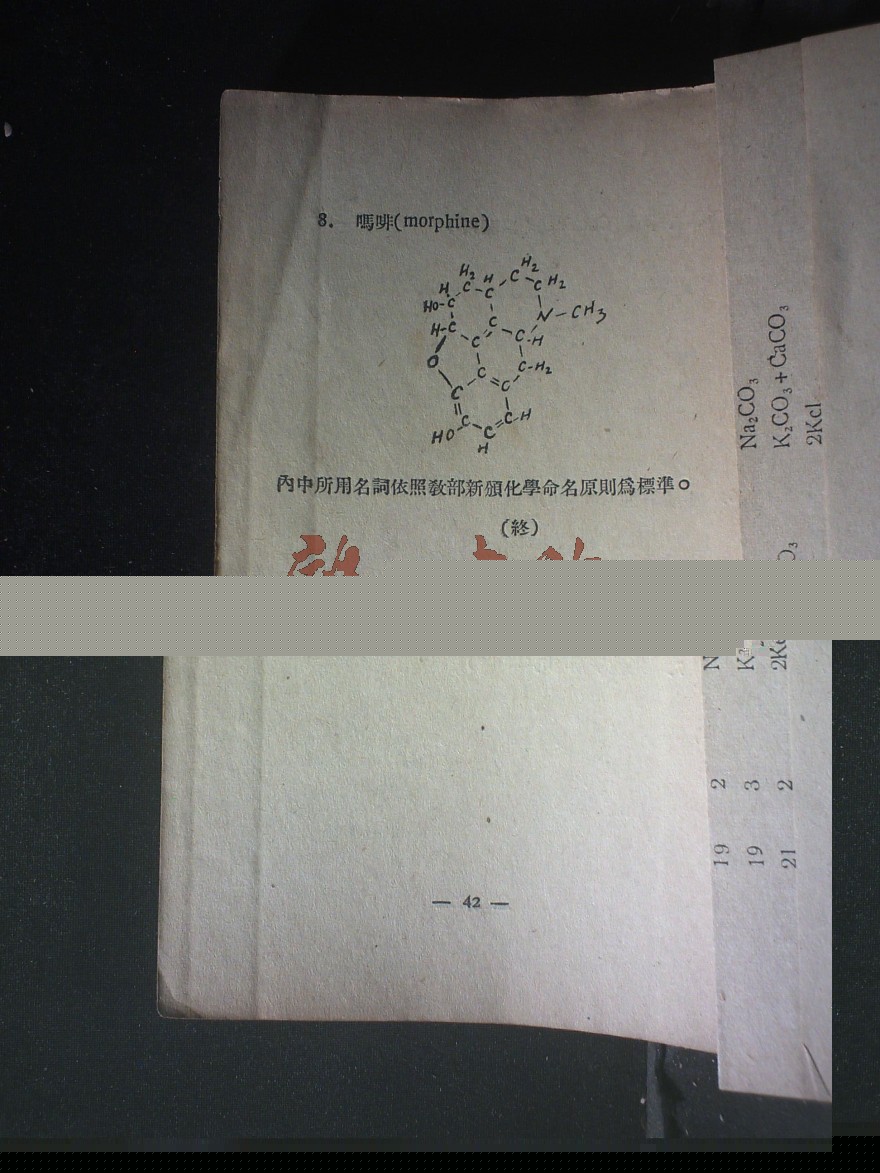 8. 嗎啡(morphine)
H₂
H₂
H
C
C
H
C
C
H₂
HO-C
C
N-CH₃
H-C
C
C-H
C
O
C
C-H₂
C
C
C
C-H
HO
C
C
H
內中所用名詞依照敎部新頒化學命名原則爲標準。
(終)
— 42 —
Na₂CO₃
K₂CO₃+CaCO₃
2Kcl
19 2
19 3
21 2